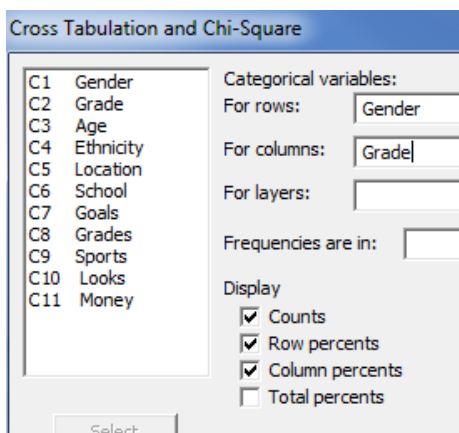 Cross Tabulation and Chi-Square
C1 Gender
C2 Grade
C3 Age
C4 Ethnicity
C5 Location
C6 School
C7 Goals
C8 Grades
C9 Sports
C10 Looks
C11 Money
Categorical variables:
For rows: Gender
For columns: Grade
For layers:
Frequencies are in:
Display
Counts
Row percents
Column percents
Total percents
Select